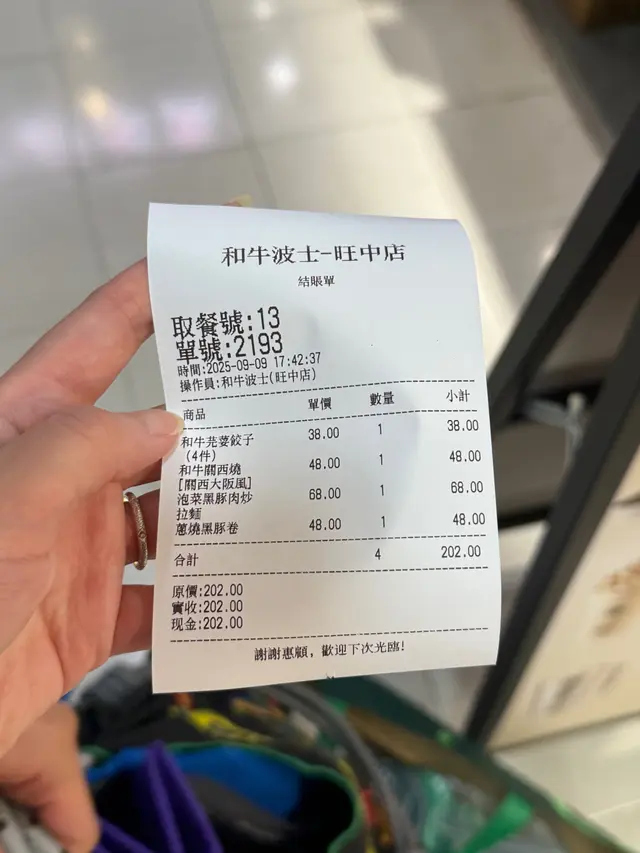 和牛波士-旺中店
結賬單
取餐號:13
單號:2193
時間:2025-09-09 17:42:37
操作員:和牛波士(旺中店)
商品 單價 數量 小計
和牛芫荽餃子 38.00 1 38.00
(4件)
和牛關西燒 48.00 1 48.00
[關西大阪風]
泡菜黑豚肉炒 68.00 1 68.00
拉麵
蔥燒黑豚卷 48.00 1 48.00
合計 4 202.00
原價:202.00
實收:202.00
现金:202.00
謝謝惠顧，歡迎下次光臨!